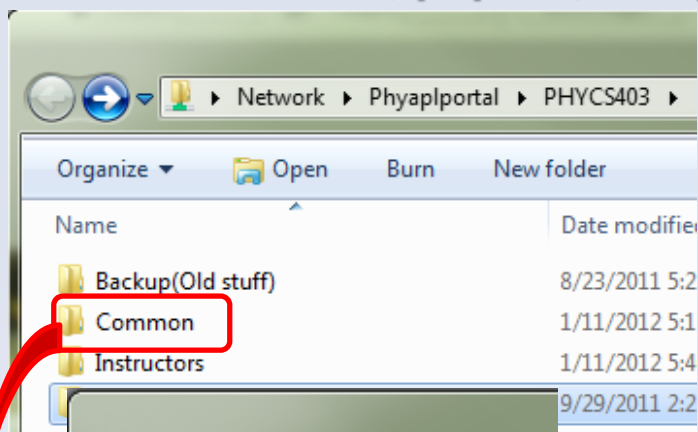 Network Phyaplportal PHYCS403
Organize Open Burn New folder
Name Date modifie
Backup(Old stuff) 8/23/2011 5:2
Common 1/11/2012 5:1
Instructors 1/11/2012 5:4
9/29/2011 2:2